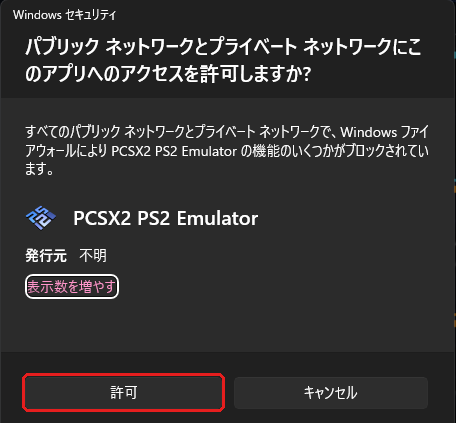 Windows セキュリティ
パブリック ネットワークとプライベート ネットワークにこ
のアプリへのアクセスを許可しますか?
すべてのパブリック ネットワークとプライベート ネットワークで、Windows ファイ
アウォールにより PCSX2 PS2 Emulator の機能のいくつかがブロックされてい
ます。
PCSX2 PS2 Emulator
発行元 不明
表示数を増やす
許可 キャンセル